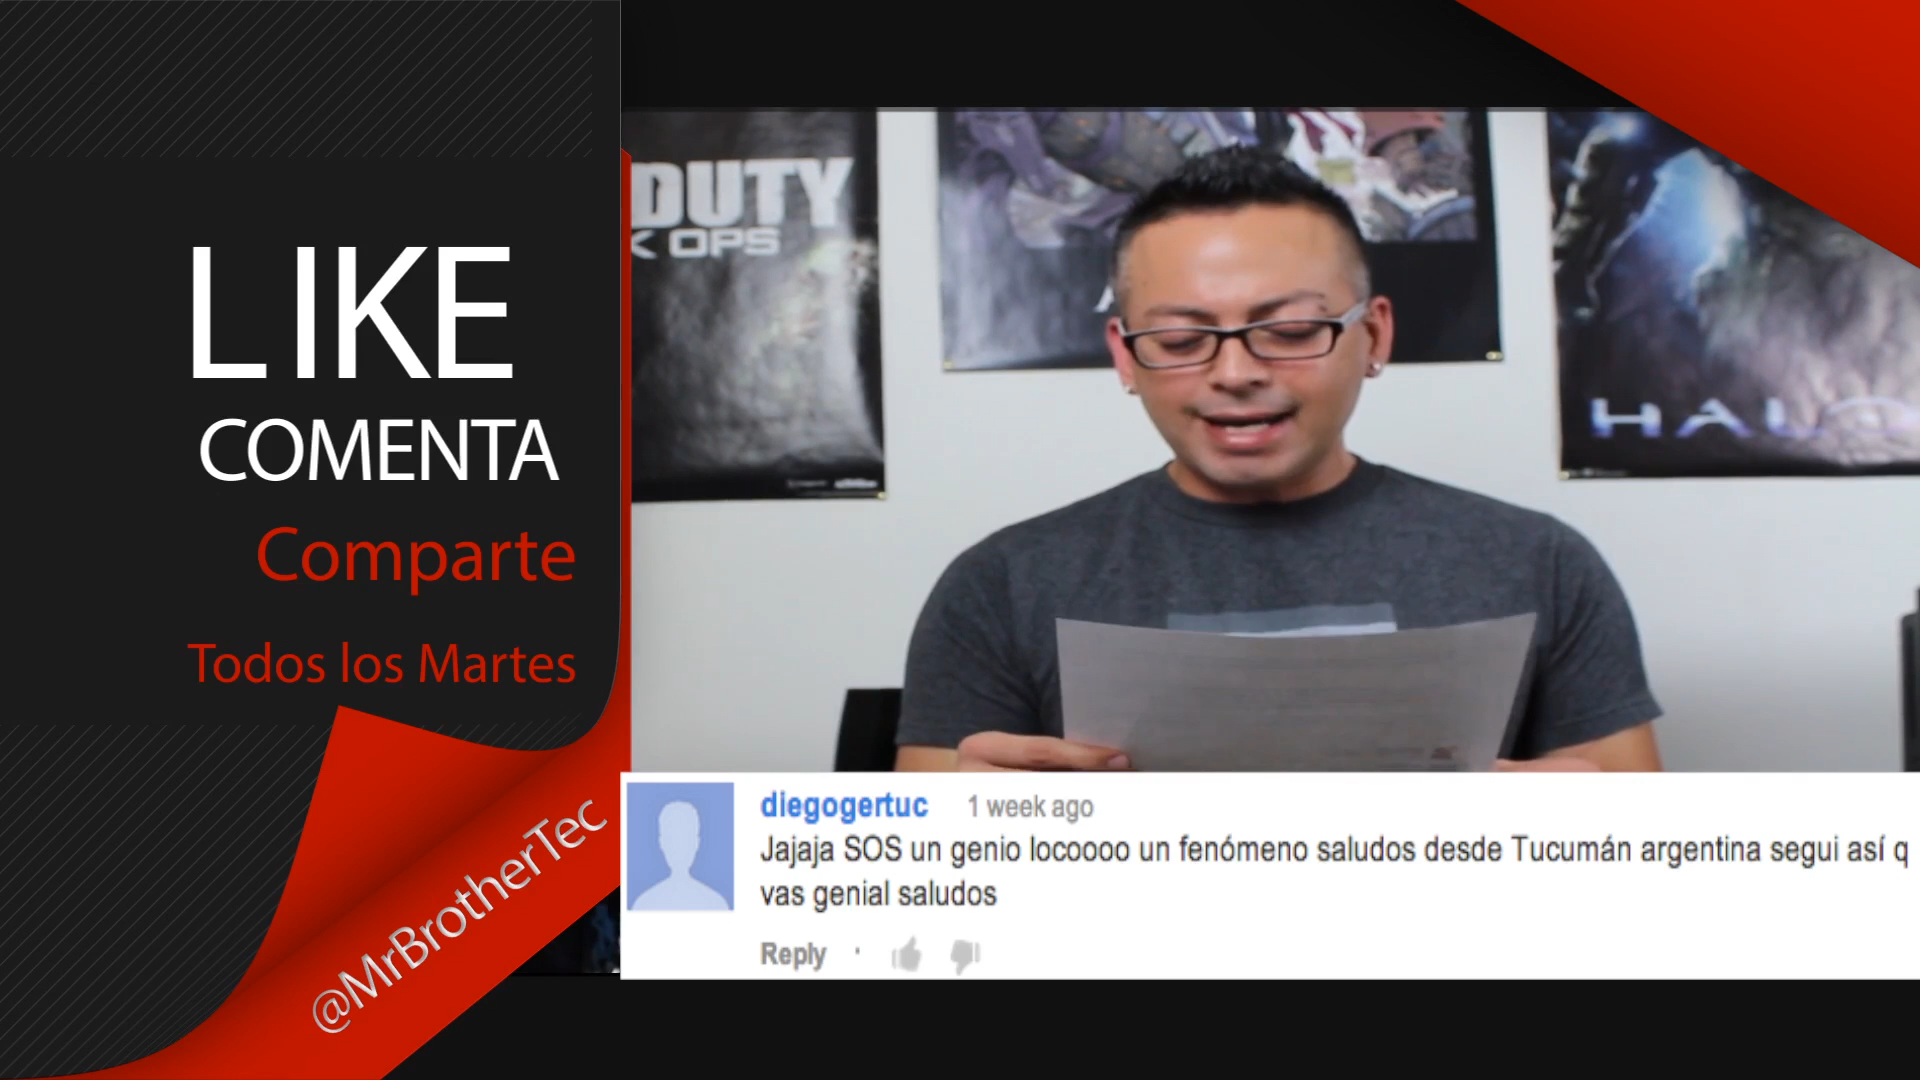 LIKE
COMENTA
Comparte
Todos los Martes
@MrBrotherTec
DUTY
K OPS
HALO
diegogertuc 1 week ago
Jajaja SOS un genio locoooo un fenómeno saludos desde Tucumán argentina segui así q
vas genial saludos
Reply